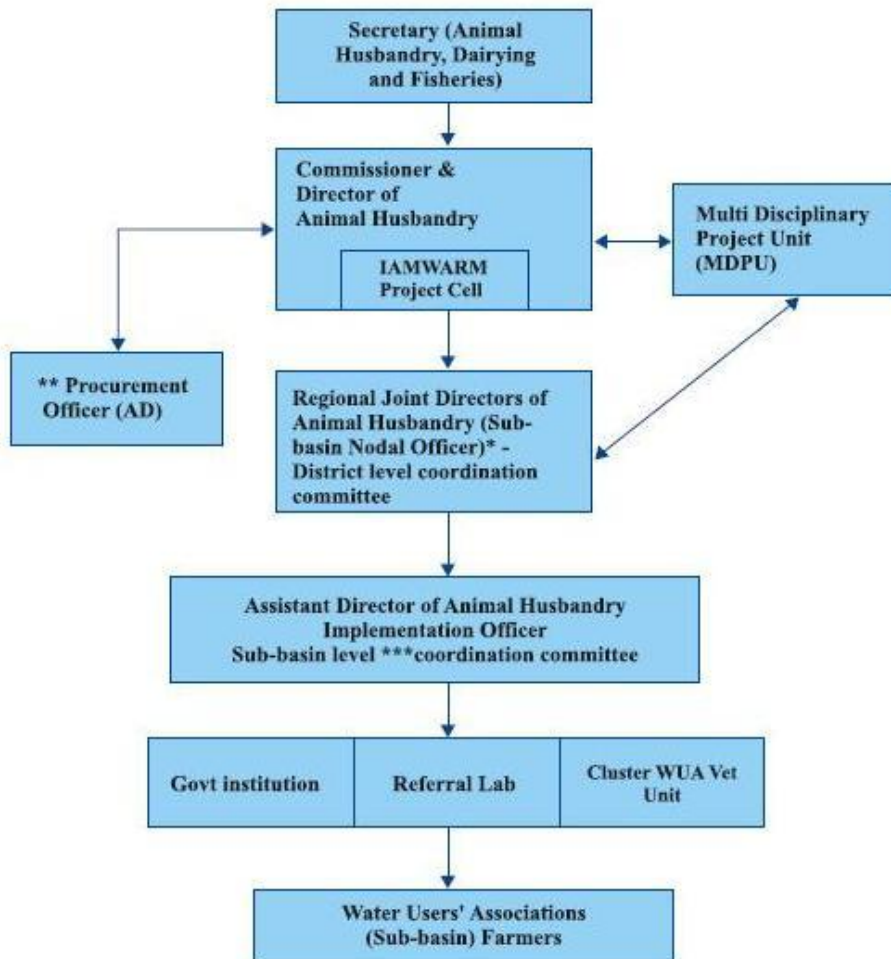 Secretary (Animal
Husbandry, Dairying
and Fisheries)
Commissioner &
Director of
Animal Husbandry
IAMWARM
Project Cell
Multi Disciplinary
Project Unit
(MDPU)
** Procurement
Officer (AD)
Regional Joint Directors of
Animal Husbandry (Sub-
basin Nodal Officer)* -
District level coordination
committee
Assistant Director of Animal Husbandry
Implementation Officer
Sub-basin level ***coordination committee
Govt institution
Referral Lab
Cluster WUA Vet
Unit
Water Users' Associations
(Sub-basin) Farmers